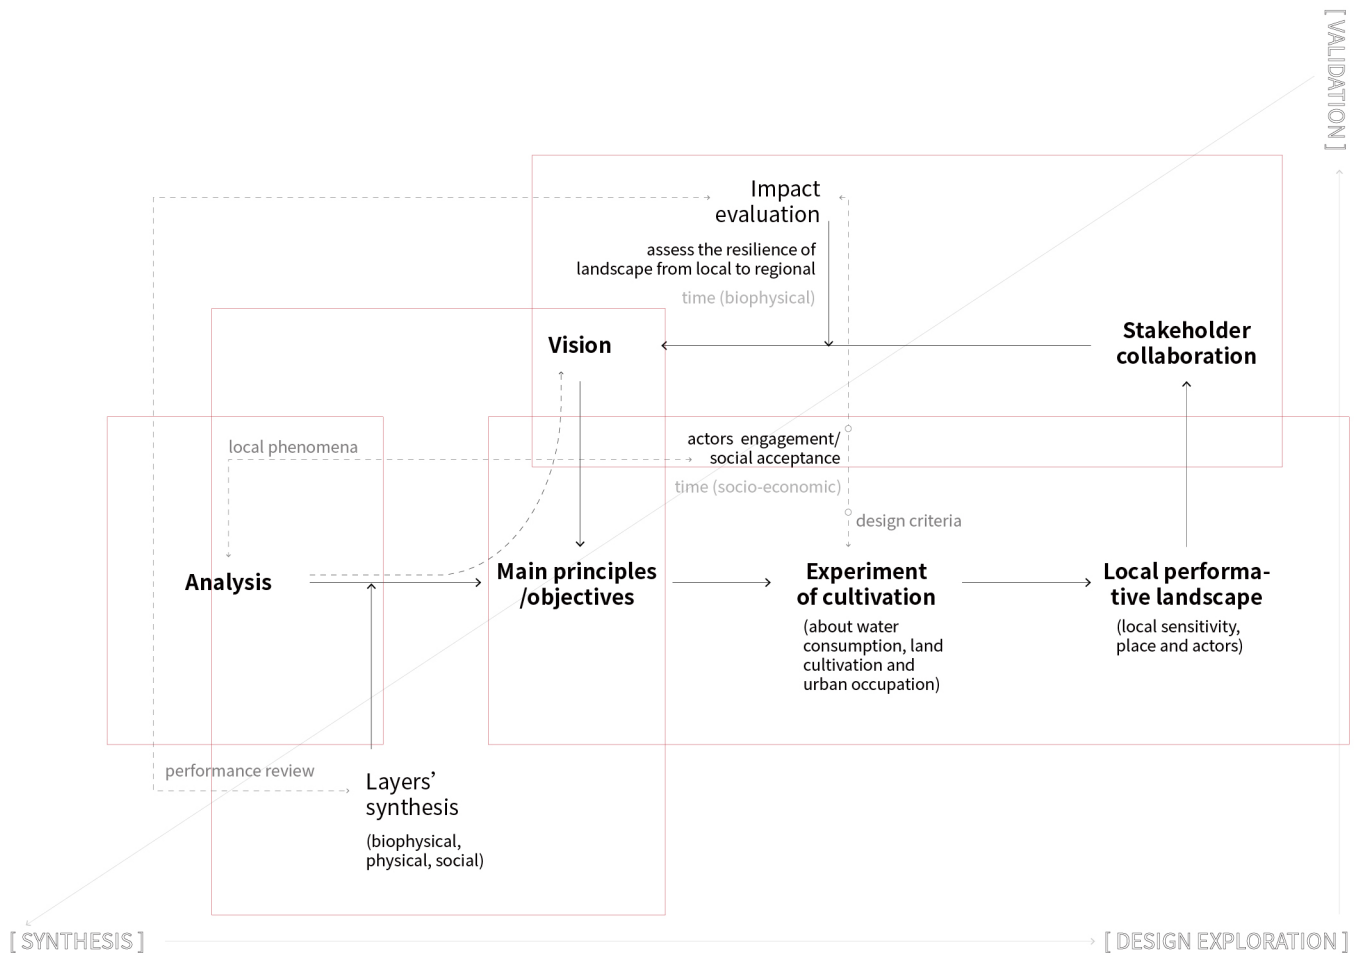 [ VALIDATION ]
Impact
evaluation
assess the resilience of
landscape from local to regional
time (biophysical)
Vision
Stakeholder
collaboration
local phenomena
actors engagement/
social acceptance
time (socio-economic)
design criteria
Analysis
Main principles
/objectives
Experiment
of cultivation
(about water
consumption, land
cultivation and
urban occupation)
Local performa-
tive landscape
(local sensitivity,
place and actors)
performance review
Layers’
synthesis
(biophysical,
physical, social)
[ SYNTHESIS ]
[ DESIGN EXPLORATION ]